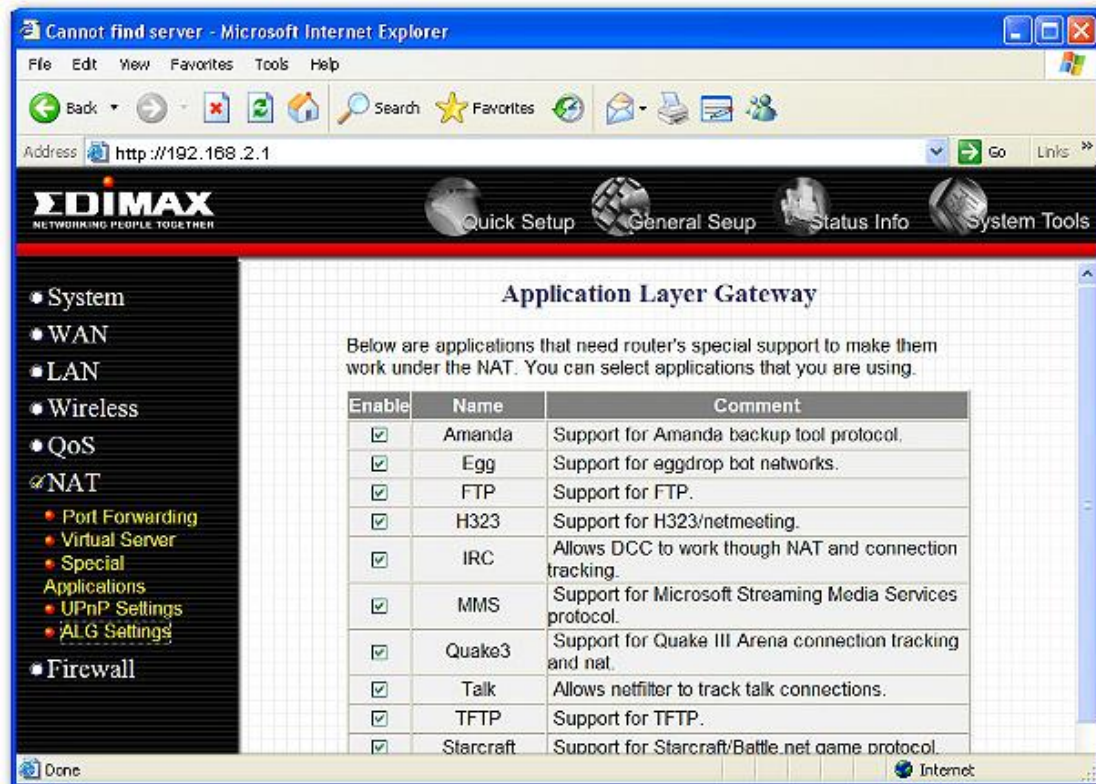 Cannot find server - Microsoft Internet Explorer
File Edit View Favorites Tools Help
Back Search Favorites
Address http://192.168.2.1 Go Links »
EDIMAX
NETWORKING PEOPLE TOGETHER
Quick Setup General Seup Status Info System Tools
System
WAN
LAN
Wireless
QoS
NAT
Port Forwarding
Virtual Server
Special
Applications
UPnP Settings
ALG Settings
Firewall
Application Layer Gateway
Below are applications that need router's special support to make them
work under the NAT. You can select applications that you are using.
Enable Name Comment
Amanda Support for Amanda backup tool protocol.
Egg Support for eggdrop bot networks.
FTP Support for FTP.
H323 Support for H323/netmeeting.
IRC Allows DCC to work though NAT and connection
tracking.
MMS Support for Microsoft Streaming Media Services
protocol.
Quake3 Support for Quake III Arena connection tracking
and nat.
Talk Allows netfilter to track talk connections.
TFTP Support for TFTP.
Starcraft Support for Starcraft/Battle.net game protocol.
Done Internet